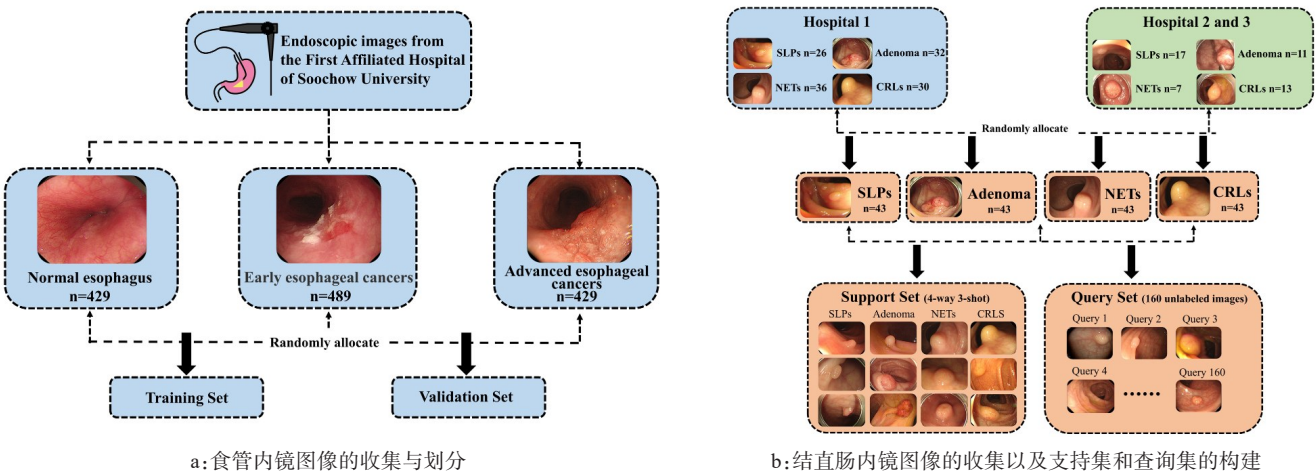 Endoscopic images from
the First Affiliated Hospital
of Soochow University
Normal esophagus
n=429
Early esophageal cancers
n=489
Advanced esophageal
cancers
n=429
Randomly allocate
Training Set
Validation Set
a:食管内镜图像的收集与划分
Hospital 1
SLPs n=26
Adenoma n=32
NETs n=36
CRLs n=30
Hospital 2 and 3
SLPs n=17
Adenoma n=11
NETs n=7
CRLs n=13
Randomly allocate
SLPs
n=43
Adenoma
n=43
NETs
n=43
CRLs
n=43
Support Set (4-way 3-shot)
SLPs Adenoma NETs CRLS
Query Set (160 unlabeled images)
Query 1 Query 2 Query 3
Query 4 ······ Query 160
b:结直肠内镜图像的收集以及支持集和查询集的构建